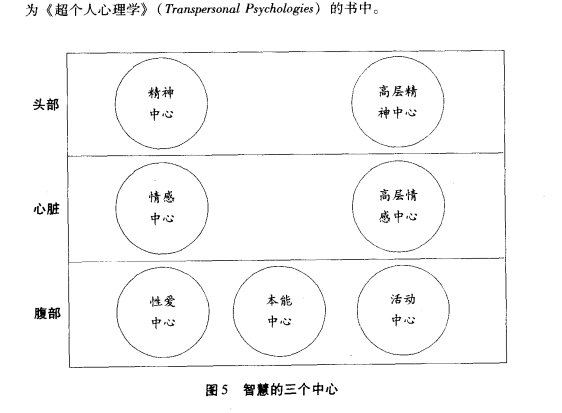 为《超个人心理学》（Transpersonal Psychologies）的书中。
头部
精神
中心
高层精
神中心
心脏
情感
中心
高层情
感中心
腹部
性爱
中心
本能
中心
活动
中心
图5 智慧的三个中心